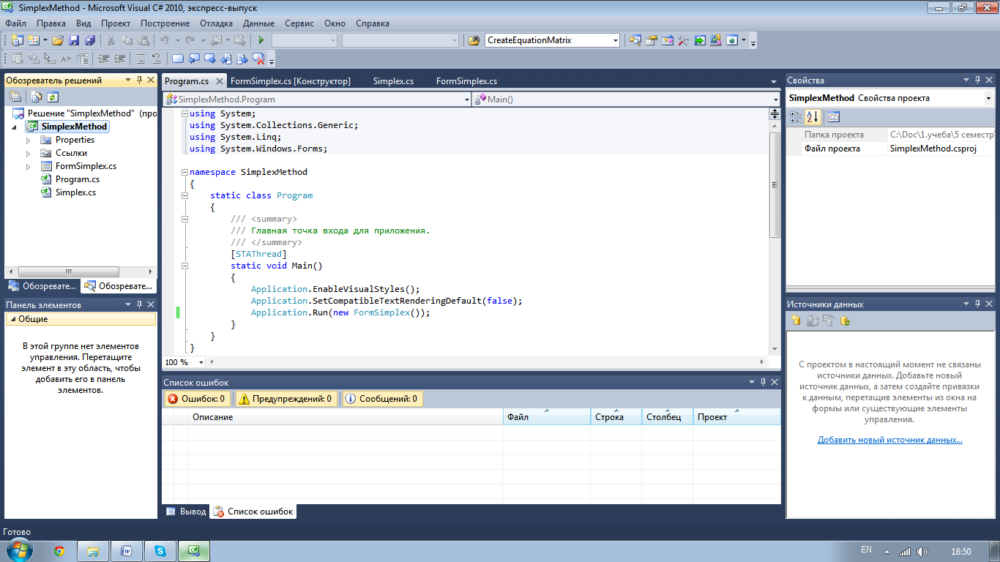 SimplexMethod - Microsoft Visual C# 2010, экспресс-выпуск
Файл Правка Вид Проект Построение Отладка Данные Сервис Окно Справка
CreateEquationMatrix
Обозреватель решений
Решение "SimplexMethod" (про
SimplexMethod
Properties
Ссылки
FormSimplex.cs
Program.cs
Simplex.cs
Обозревате... Обозревате...
Панель элементов
Общие
В этой группе нет элементов
управления. Перетащите
элемент в эту область, чтобы
добавить его в панель
элементов.
Program.cs FormSimplex.cs [Конструктор] Simplex.cs FormSimplex.cs
SimplexMethod.Program Main()
using System;
using System.Collections.Generic;
using System.Linq;
using System.Windows.Forms;
namespace SimplexMethod
{
static class Program
{
/// <summary>
/// Главная точка входа для приложения.
/// </summary>
[STAThread]
static void Main()
{
Application.EnableVisualStyles();
Application.SetCompatibleTextRenderingDefault(false);
Application.Run(new FormSimplex());
}
}
}
100 %
Список ошибок
Ошибок: 0 Предупреждений: 0 Сообщений: 0
Описание Файл Строка Столбец Проект
Вывод Список ошибок
Свойства
SimplexMethod Свойства проекта
Папка проекта C:\Doc\1.учеба\5 семестр\
Файл проекта SimplexMethod.csproj
Источники данных
С проектом в настоящий момент не связаны
источники данных. Добавьте новый
источник данных, а затем создайте привязки
к данным, перетащив элементы из окна на
формы или существующие элементы
управления.
Добавить новый источник данных...
Готово
EN 18:50